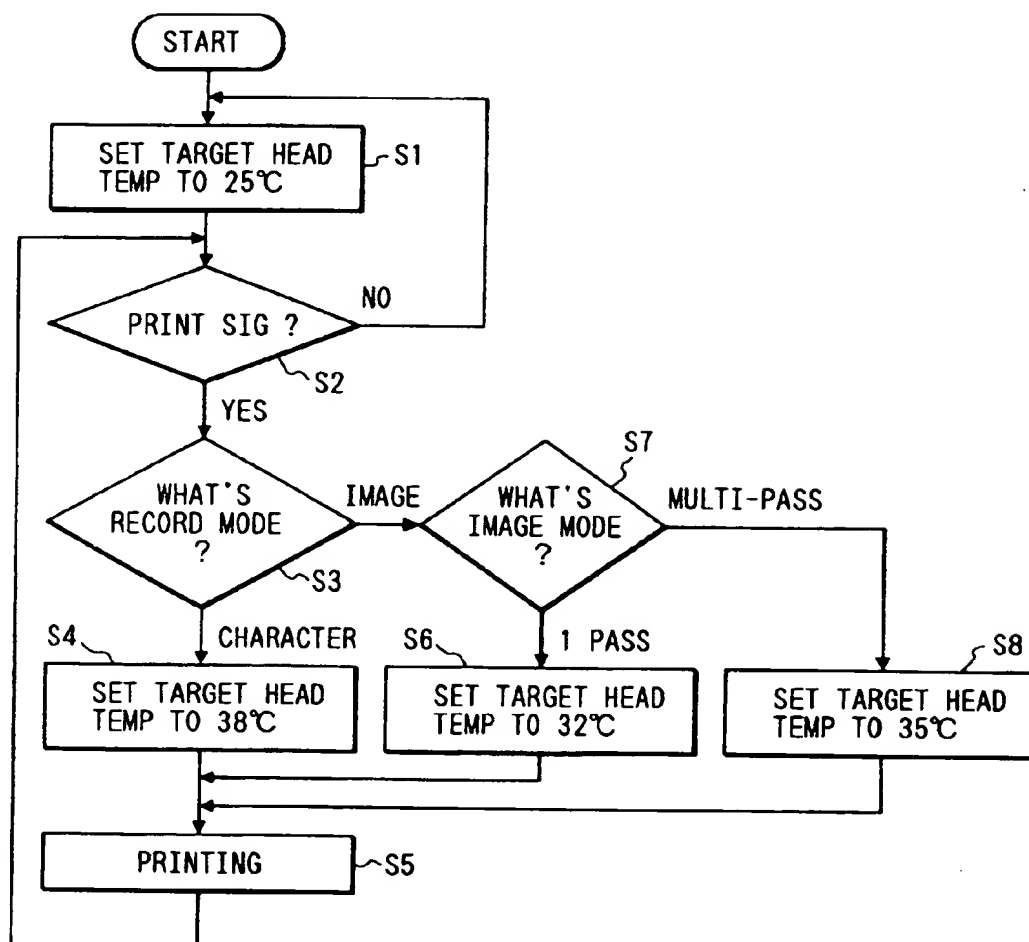 START
SET TARGET HEAD
TEMP TO 25℃
S1
PRINT SIG ?
NO
S2
YES
WHAT'S
RECORD MODE
?
S3
IMAGE
WHAT'S
IMAGE MODE
?
S7
MULTI-PASS
CHARACTER
1 PASS
S4
SET TARGET HEAD
TEMP TO 38℃
S6
SET TARGET HEAD
TEMP TO 32℃
S8
SET TARGET HEAD
TEMP TO 35℃
PRINTING
S5